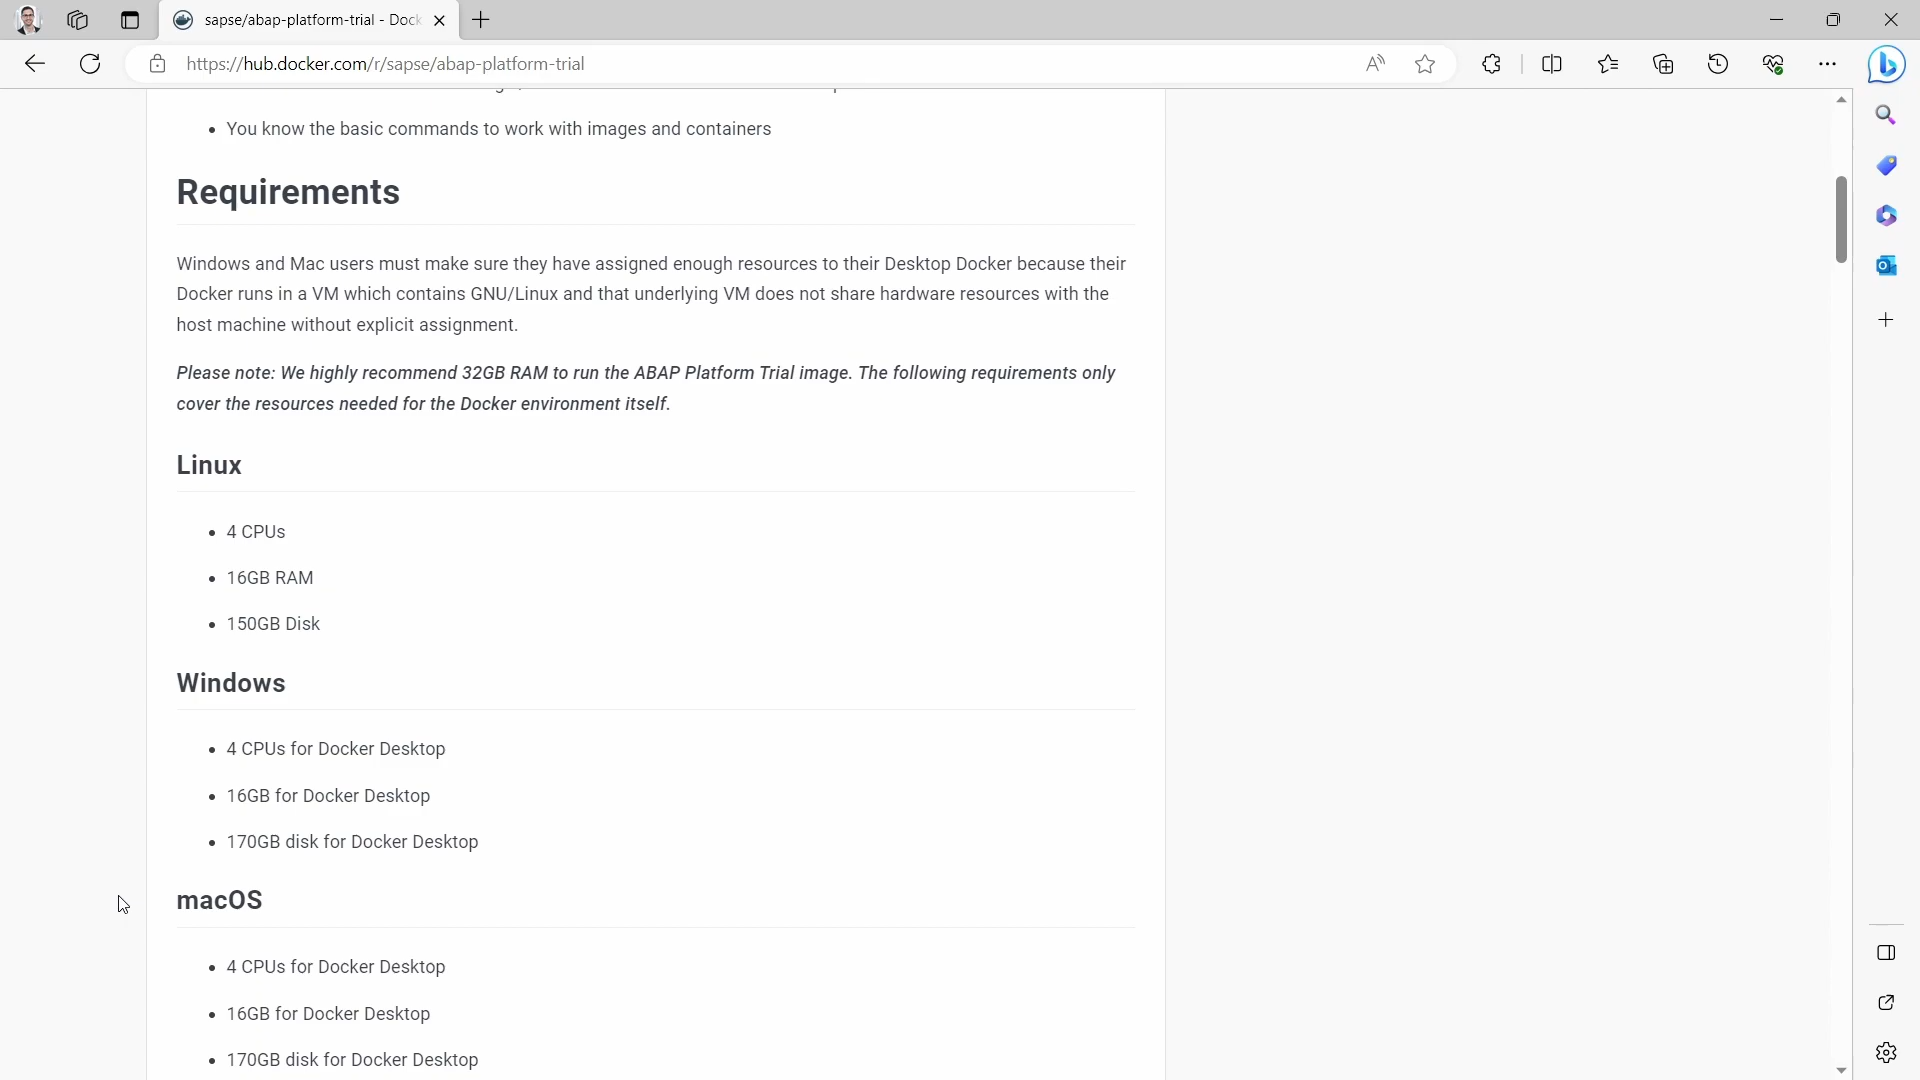 sapse/abap-platform-trial - Dock
https://hub.docker.com/r/sapse/abap-platform-trial
You know the basic commands to work with images and containers
Requirements
Windows and Mac users must make sure they have assigned enough resources to their Desktop Docker because their
Docker runs in a VM which contains GNU/Linux and that underlying VM does not share hardware resources with the
host machine without explicit assignment.
Please note: We highly recommend 32GB RAM to run the ABAP Platform Trial image. The following requirements only
cover the resources needed for the Docker environment itself.
Linux
4 CPUs
16GB RAM
150GB Disk
Windows
4 CPUs for Docker Desktop
16GB for Docker Desktop
170GB disk for Docker Desktop
macOS
4 CPUs for Docker Desktop
16GB for Docker Desktop
170GB disk for Docker Desktop